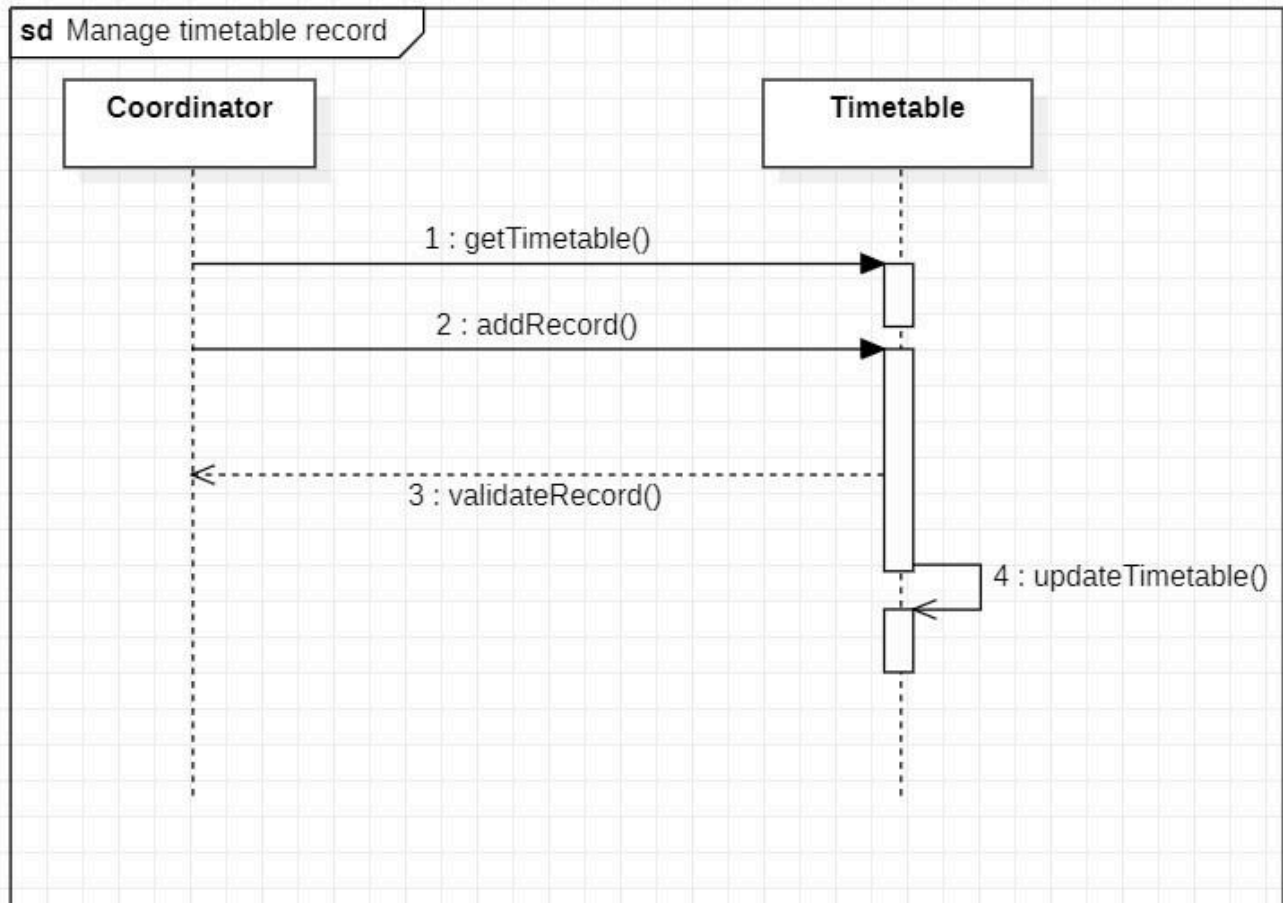 sd Manage timetable record
Coordinator
Timetable
1 : getTimetable()
2 : addRecord()
3 : validateRecord()
4 : updateTimetable()